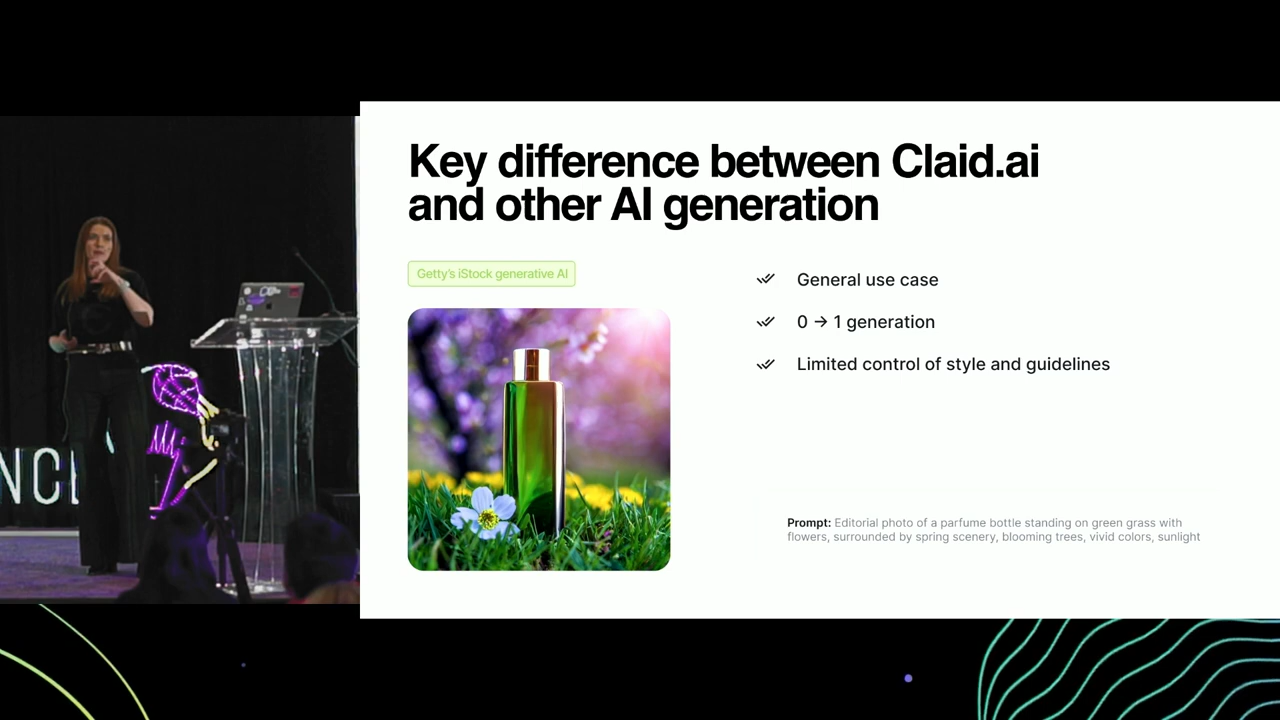 Key difference between Claid.ai
and other AI generation
Getty's iStock generative AI
General use case
0 → 1 generation
Limited control of style and guidelines
Prompt: Editorial photo of a parfume bottle standing on green grass with
flowers, surrounded by spring scenery, blooming trees, vivid colors, sunlight